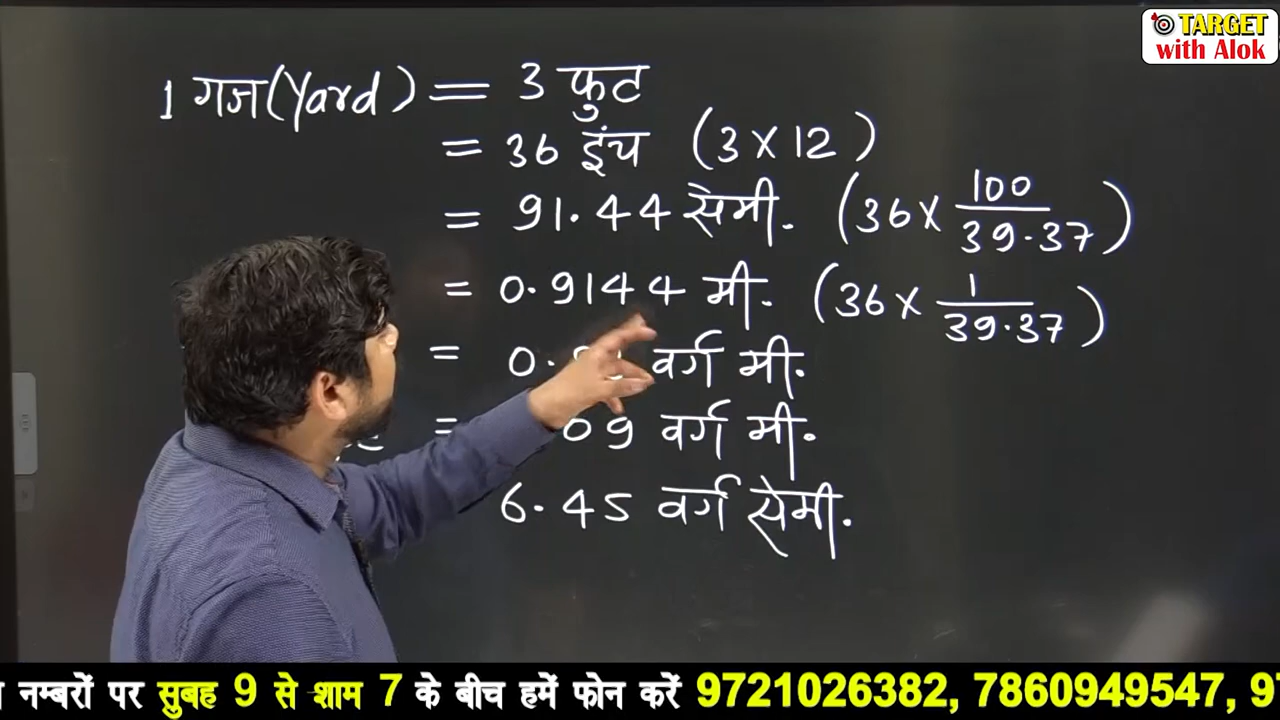 TARGET
with Alok
1 गज(Yard) = 3 फुट
= 36 इंच (3 × 12)
= 91.44 सेमी. (36 × 100/39.37)
= 0.9144 मी. (36 × 1/39.37)
= 0. वर्ग मी.
= 09 वर्ग मी.
6.45 वर्ग सेमी.
नम्बरों पर सुबह 9 से शाम 7 के बीच हमें फोन करें 9721026382, 7860949547, 97